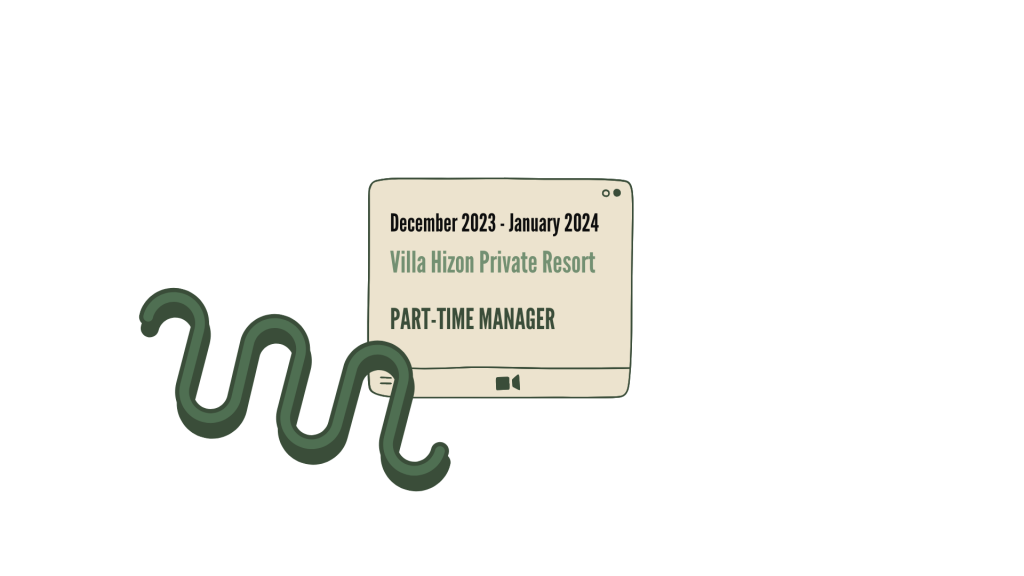 December 2023 - January 2024
Villa Hizon Private Resort
PART-TIME MANAGER